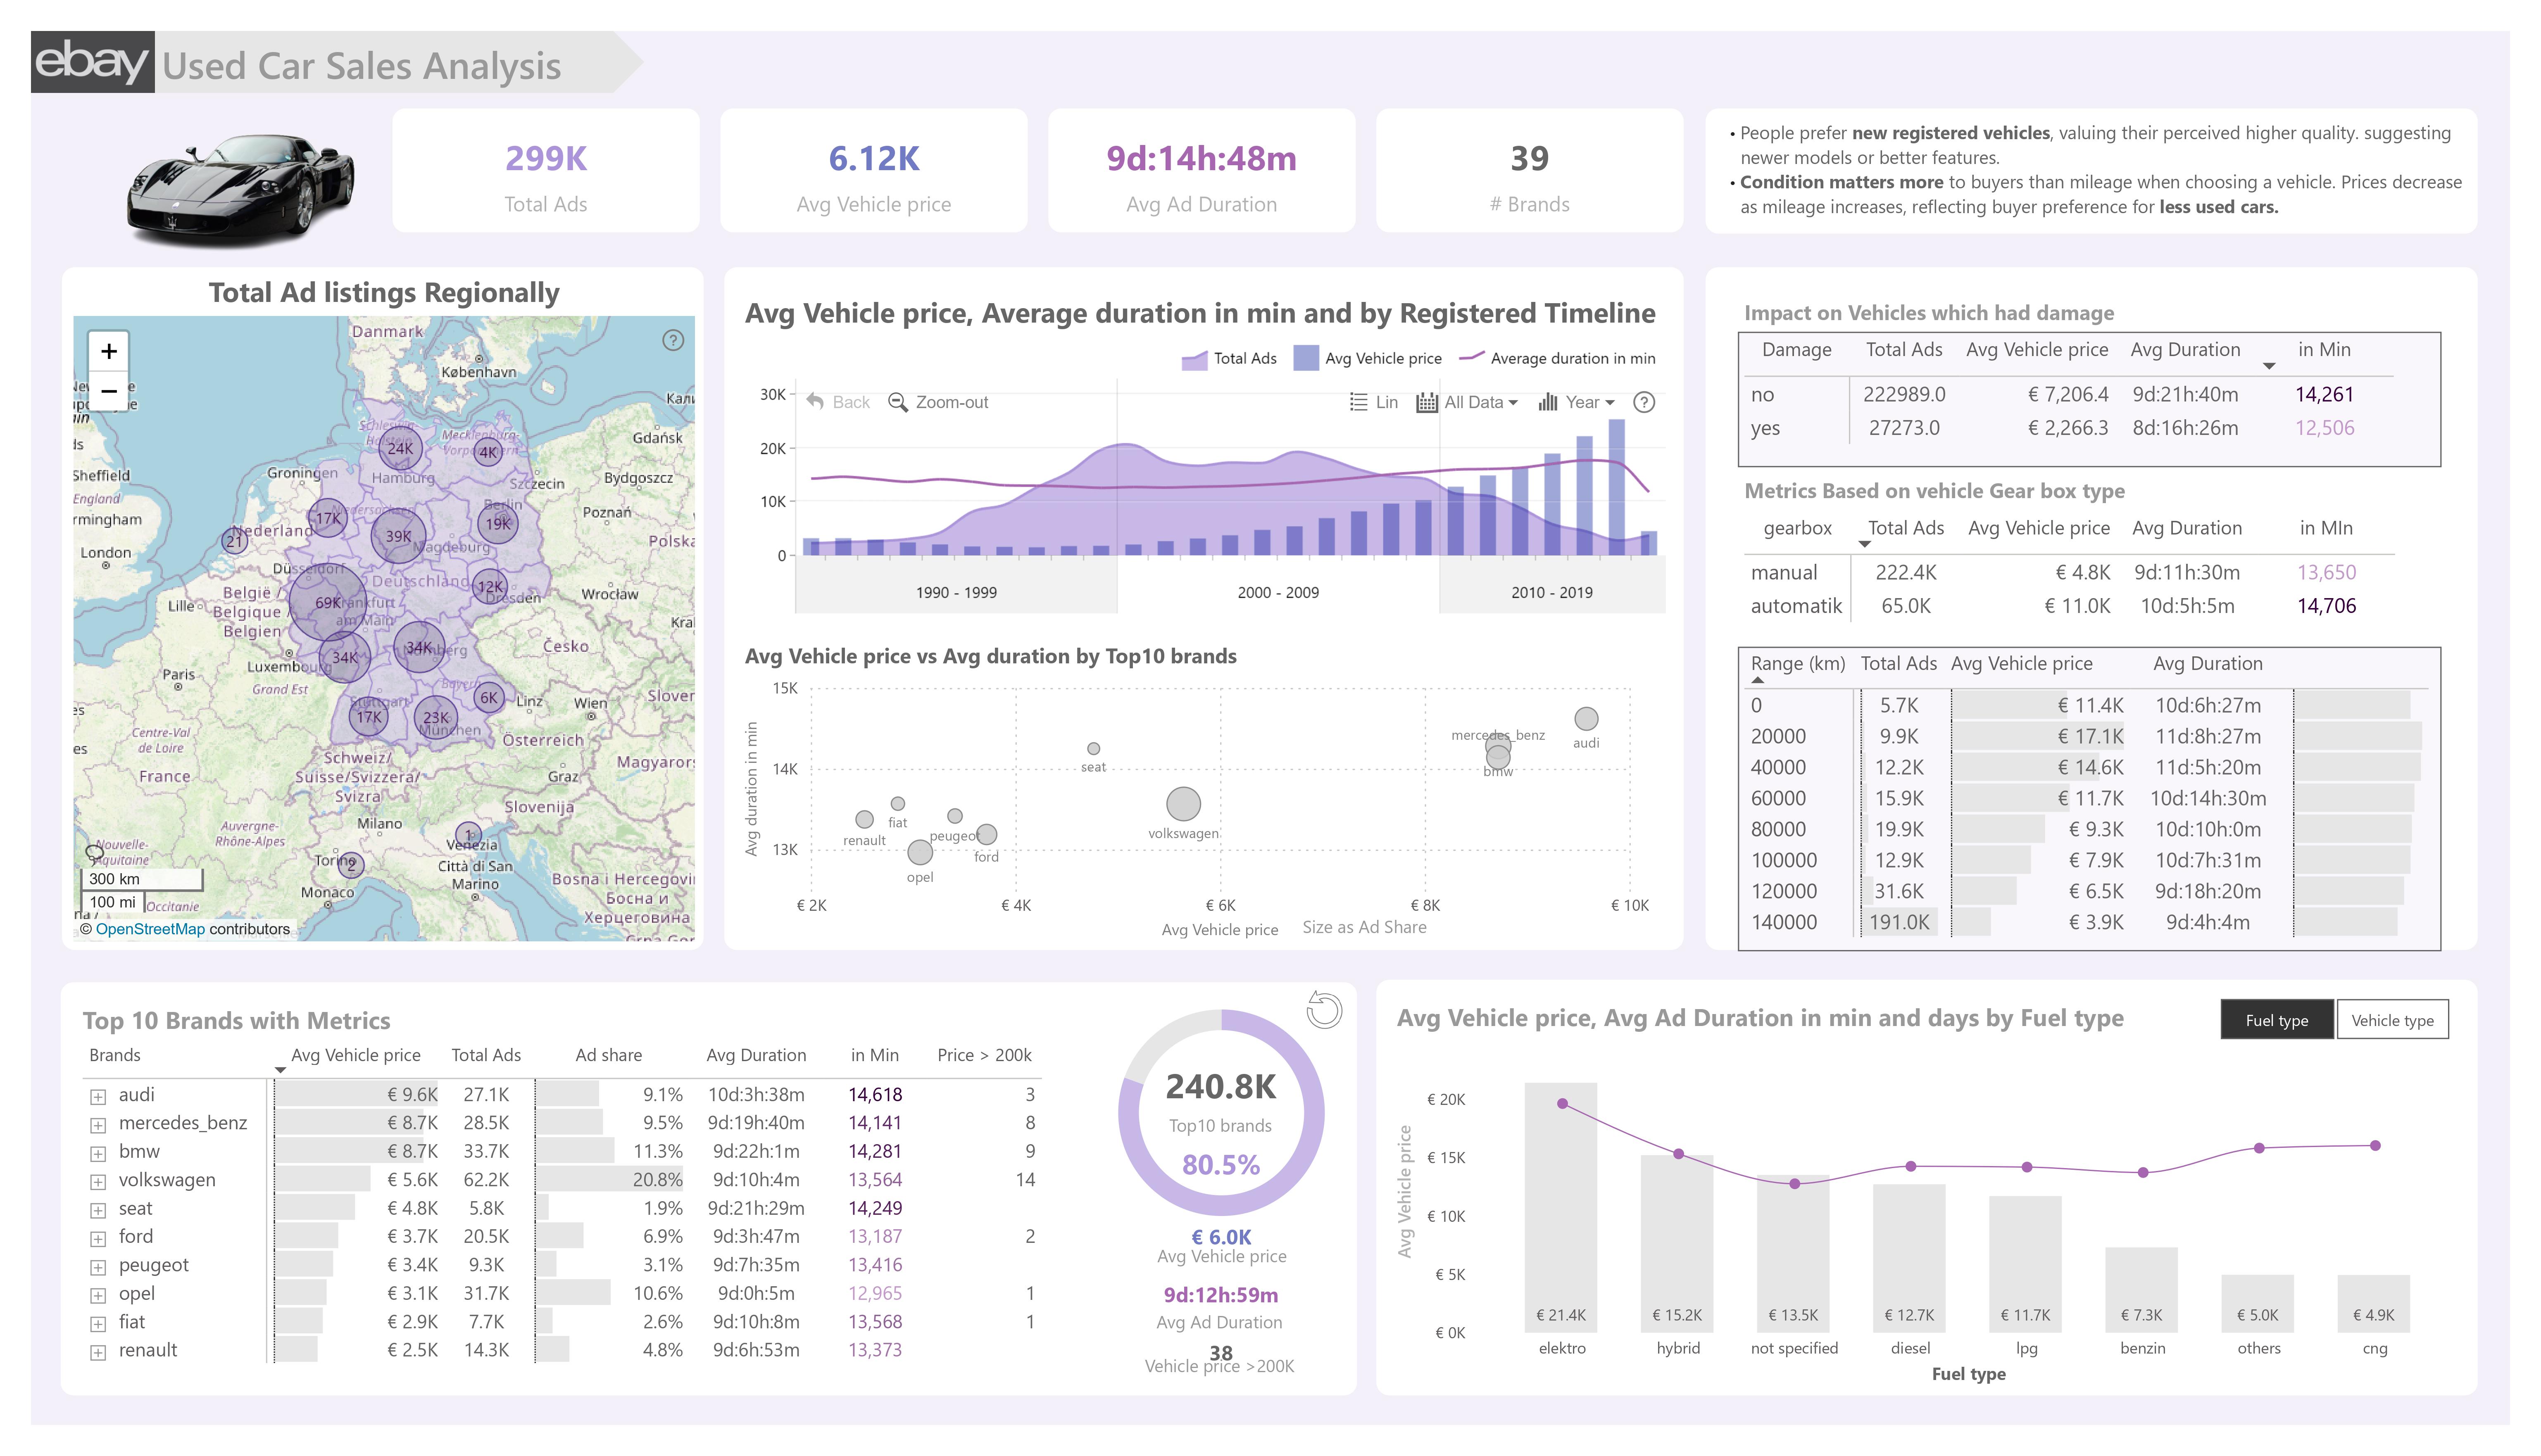 ebay Used Car Sales Analysis
299K
Total Ads
6.12K
Avg Vehicle price
9d:14h:48m
Avg Ad Duration
39
# Brands
• People prefer new registered vehicles, valuing their perceived higher quality. suggesting
newer models or better features.
• Condition matters more to buyers than mileage when choosing a vehicle. Prices decrease
as mileage increases, reflecting buyer preference for less used cars.
Total Ad listings Regionally
+
−
?
Danmark
København
Кали
Gdańsk
Schleswig-
Holstein
24K
Mecklenburg-
Vorpommern
4K
Groningen
Hamburg
Szczecin
Bydgoszcz
Sheffield
England
17K
Niedersachsen
Berlin
Nederland
21
39K
19K
Poznań
Polska
London
Magdeburg
Düsseldorf
Deutschland
12K
Dresden
Wrocław
België /
Belgique /
Belgien
Lille
69K
Frankfurt
am Main
Luxembourg
34K
34K
Nürnberg
Česko
Paris
Grand Est
Bayern
6K
Linz
Wien
Stuttgart
17K
23K
München
Österreich
Centre-Val
de Loire
France
Schweiz/
Suisse/Svizzera/
Svizra
Graz
Magyarors
Slovenija
Auvergne-
Rhône-Alpes
Milano
1
Venezia
Nouvelle-
Aquitaine
Torino
2
Città di San
Marino
Monaco
Bosna i Hercegovi
Босна и
Херцеговина
Occitanie
300 km
100 mi
© OpenStreetMap contributors
Avg Vehicle price, Average duration in min and by Registered Timeline
Total Ads Avg Vehicle price Average duration in min
Back Zoom-out Lin All Data Year ?
30K
20K
10K
0
1990 - 1999 2000 - 2009 2010 - 2019
Avg Vehicle price vs Avg duration by Top10 brands
Avg duration in min
15K
14K
13K
mercedes_benz
audi
bmw
seat
fiat
renault
peugeot
volkswagen
ford
opel
€ 2K € 4K € 6K € 8K € 10K
Avg Vehicle price Size as Ad Share
Impact on Vehicles which had damage
Damage Total Ads Avg Vehicle price Avg Duration in Min
no 222989.0 € 7,206.4 9d:21h:40m 14,261
yes 27273.0 € 2,266.3 8d:16h:26m 12,506
Metrics Based on vehicle Gear box type
gearbox Total Ads Avg Vehicle price Avg Duration in MIn
manual 222.4K € 4.8K 9d:11h:30m 13,650
automatik 65.0K € 11.0K 10d:5h:5m 14,706
Range (km) Total Ads Avg Vehicle price Avg Duration
0 5.7K € 11.4K 10d:6h:27m
20000 9.9K € 17.1K 11d:8h:27m
40000 12.2K € 14.6K 11d:5h:20m
60000 15.9K € 11.7K 10d:14h:30m
80000 19.9K € 9.3K 10d:10h:0m
100000 12.9K € 7.9K 10d:7h:31m
120000 31.6K € 6.5K 9d:18h:20m
140000 191.0K € 3.9K 9d:4h:4m
Top 10 Brands with Metrics
Brands Avg Vehicle price Total Ads Ad share Avg Duration in Min Price > 200k
audi € 9.6K 27.1K 9.1% 10d:3h:38m 14,618 3
mercedes_benz € 8.7K 28.5K 9.5% 9d:19h:40m 14,141 8
bmw € 8.7K 33.7K 11.3% 9d:22h:1m 14,281 9
volkswagen € 5.6K 62.2K 20.8% 9d:10h:4m 13,564 14
seat € 4.8K 5.8K 1.9% 9d:21h:29m 14,249
ford € 3.7K 20.5K 6.9% 9d:3h:47m 13,187 2
peugeot € 3.4K 9.3K 3.1% 9d:7h:35m 13,416
opel € 3.1K 31.7K 10.6% 9d:0h:5m 12,965 1
fiat € 2.9K 7.7K 2.6% 9d:10h:8m 13,568 1
renault € 2.5K 14.3K 4.8% 9d:6h:53m 13,373
240.8K
Top10 brands
80.5%
€ 6.0K
Avg Vehicle price
9d:12h:59m
Avg Ad Duration
38
Vehicle price >200K
Avg Vehicle price, Avg Ad Duration in min and days by Fuel type
Fuel type Vehicle type
Avg Vehicle price
€ 20K
€ 15K
€ 10K
€ 5K
€ 0K
€ 21.4K € 15.2K € 13.5K € 12.7K € 11.7K € 7.3K € 5.0K € 4.9K
elektro hybrid not specified diesel lpg benzin others cng
Fuel type